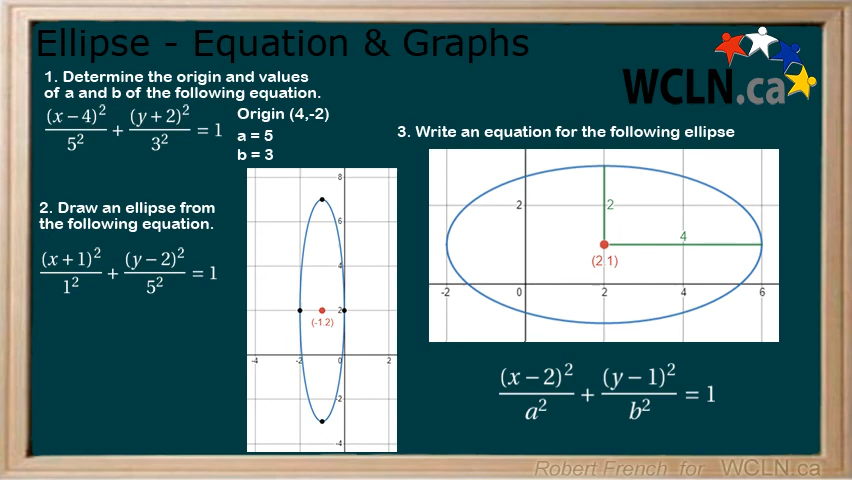 Ellipse - Equation & Graphs
WCLN.ca
1. Determine the origin and values
of a and b of the following equation.
(x − 4)²/5² + (y + 2)²/3² = 1
Origin (4,-2)
a = 5
b = 3
2. Draw an ellipse from
the following equation.
(x + 1)²/1² + (y − 2)²/5² = 1
8
6
4
2
(-1.2)
-4 -2 0 2
-2
-4
3. Write an equation for the following ellipse
2 2
4
(2 1)
-2 0 2 4 6
(x − 2)²/a² + (y − 1)²/b² = 1
Robert French for WCLN.ca